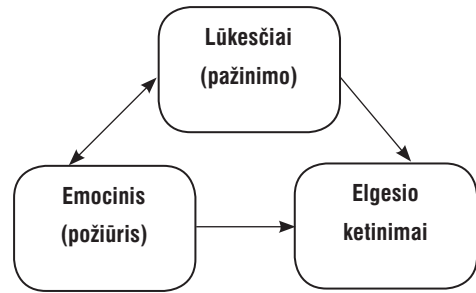 Lūkesčiai
(pažinimo)
Emocinis
(požiūris)
Elgesio
ketinimai